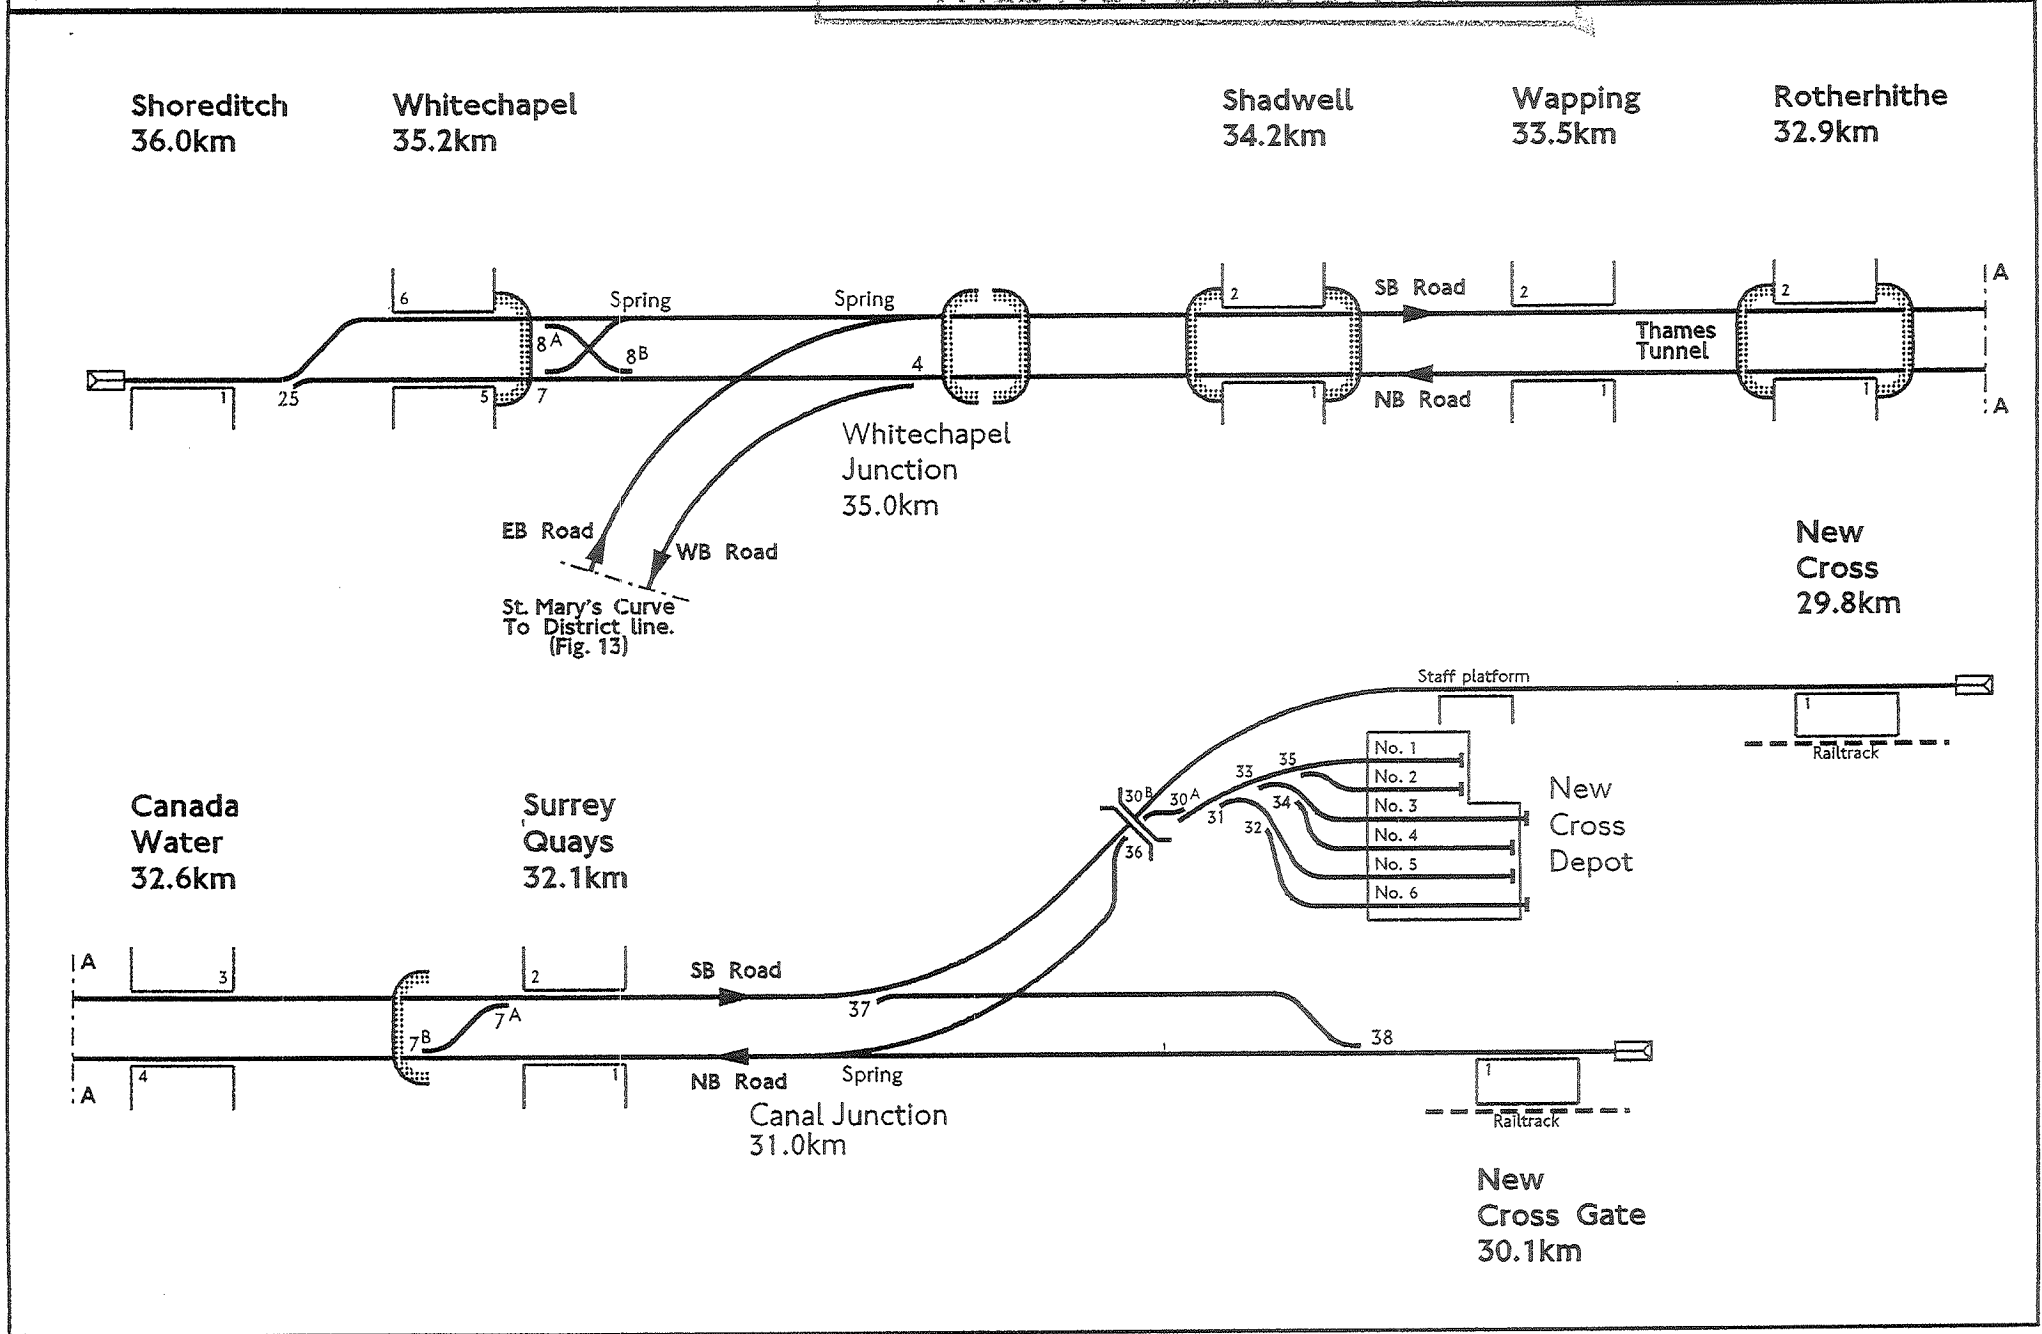 Shoreditch
36.0km
Whitechapel
35.2km
Shadwell
34.2km
Wapping
33.5km
Rotherhithe
32.9km
6
Spring
Spring
2
SB Road
2
2
A
8A
8B
4
Thames
Tunnel
1
25
5
7
1
NB Road
1
1
A
Whitechapel
Junction
35.0km
EB Road
WB Road
St. Mary's Curve
To District line.
(Fig. 13)
New
Cross
29.8km
Staff platform
1
Railtrack
No. 1
No. 2
No. 3
No. 4
No. 5
No. 6
35
33
30B
30A
31
34
32
36
New
Cross
Depot
Canada
Water
32.6km
Surrey
Quays
32.1km
A
3
2
SB Road
7A
7B
37
38
A
4
1
NB Road
Spring
1
Railtrack
Canal Junction
31.0km
New
Cross Gate
30.1km